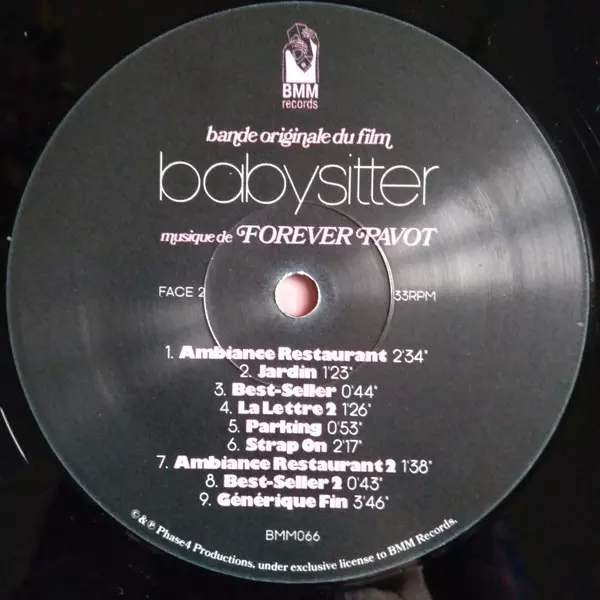 BMM
records
bande originale du film
babysitter
musique de FOREVER PAVOT
FACE 2 33RPM
1. Ambiance Restaurant 2'34"
2. Jardin 1'23"
3. Best-Seller 0'44"
4. La Lettre 2 1'26"
5. Parking 0'53"
6. Strap On 2'17"
7. Ambiance Restaurant 2 1'38"
8. Best-Seller 2 0'43"
9. Générique Fin 3'46"
BMM066
©&℗ Phase4 Productions, under exclusive license to BMM Records.